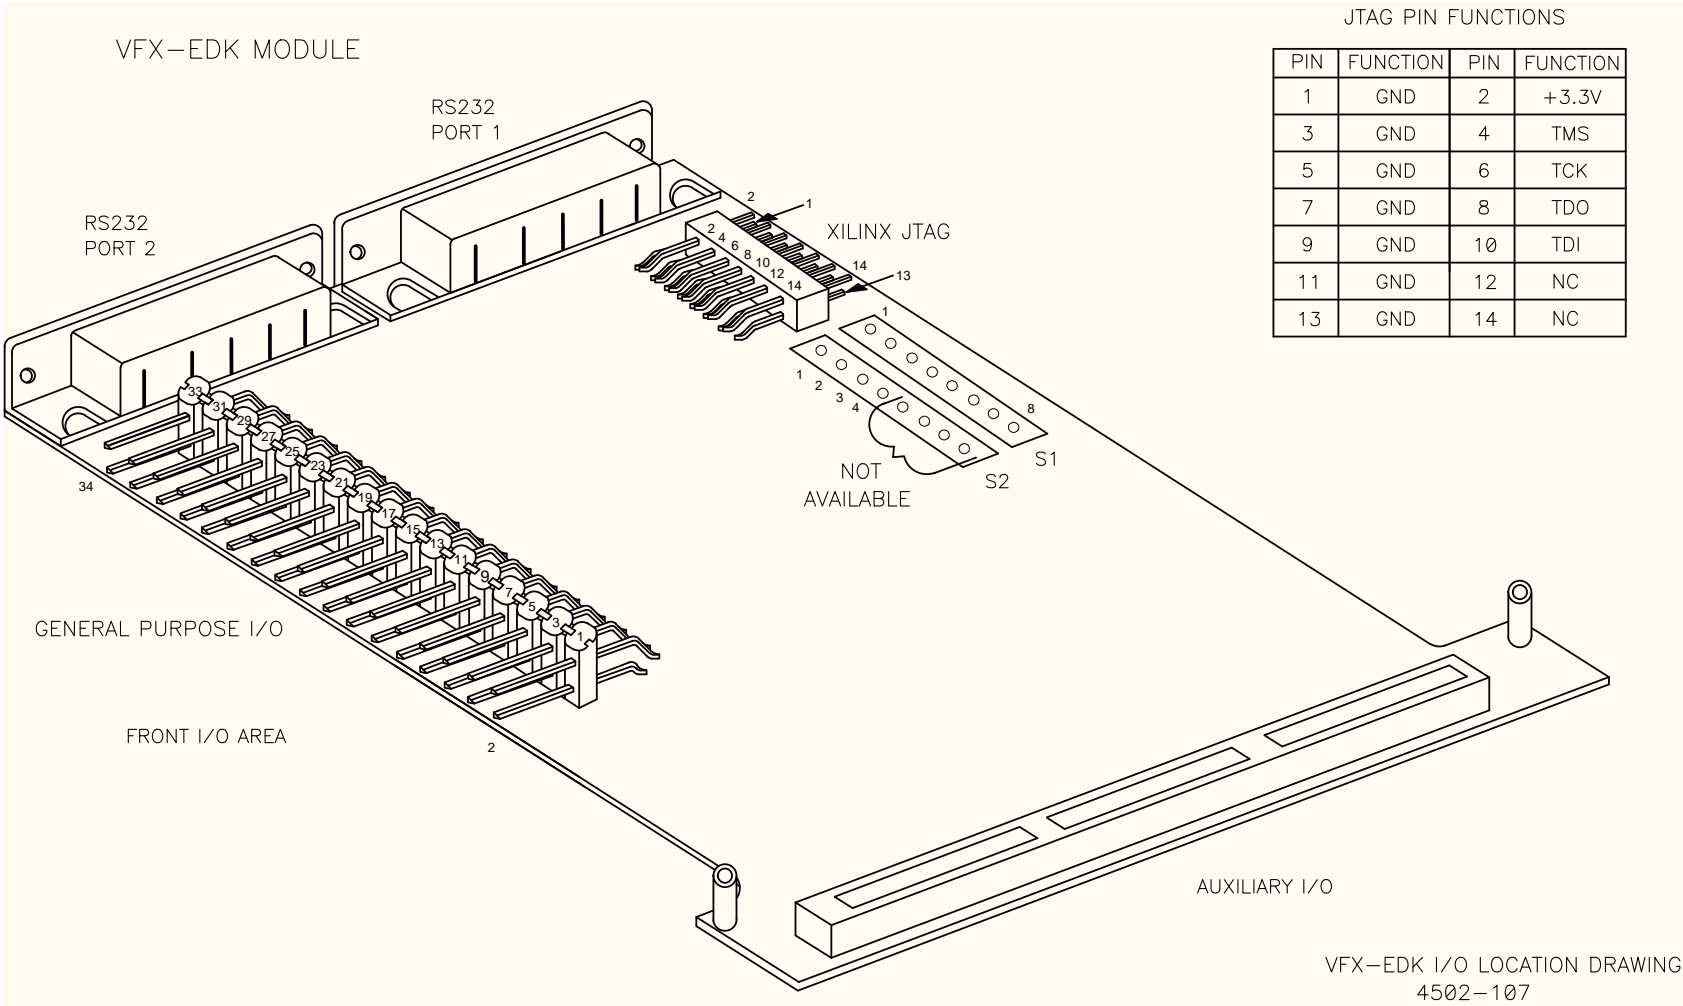 JTAG PIN FUNCTIONS
VFX-EDK MODULE
PIN FUNCTION PIN FUNCTION
1 GND 2 +3.3V
3 GND 4 TMS
5 GND 6 TCK
7 GND 8 TDO
9 GND 10 TDI
11 GND 12 NC
13 GND 14 NC
RS232
PORT 1
RS232
PORT 2
2
1
XILINX JTAG
2
4
6
8
10
12
14
14
13
1
8
S1
1
2
3
4
S2
NOT
AVAILABLE
33
31
29
27
25
23
21
19
17
15
13
11
9
7
5
3
1
34
2
GENERAL PURPOSE I/O
FRONT I/O AREA
AUXILIARY I/O
VFX-EDK I/O LOCATION DRAWING
4502-107